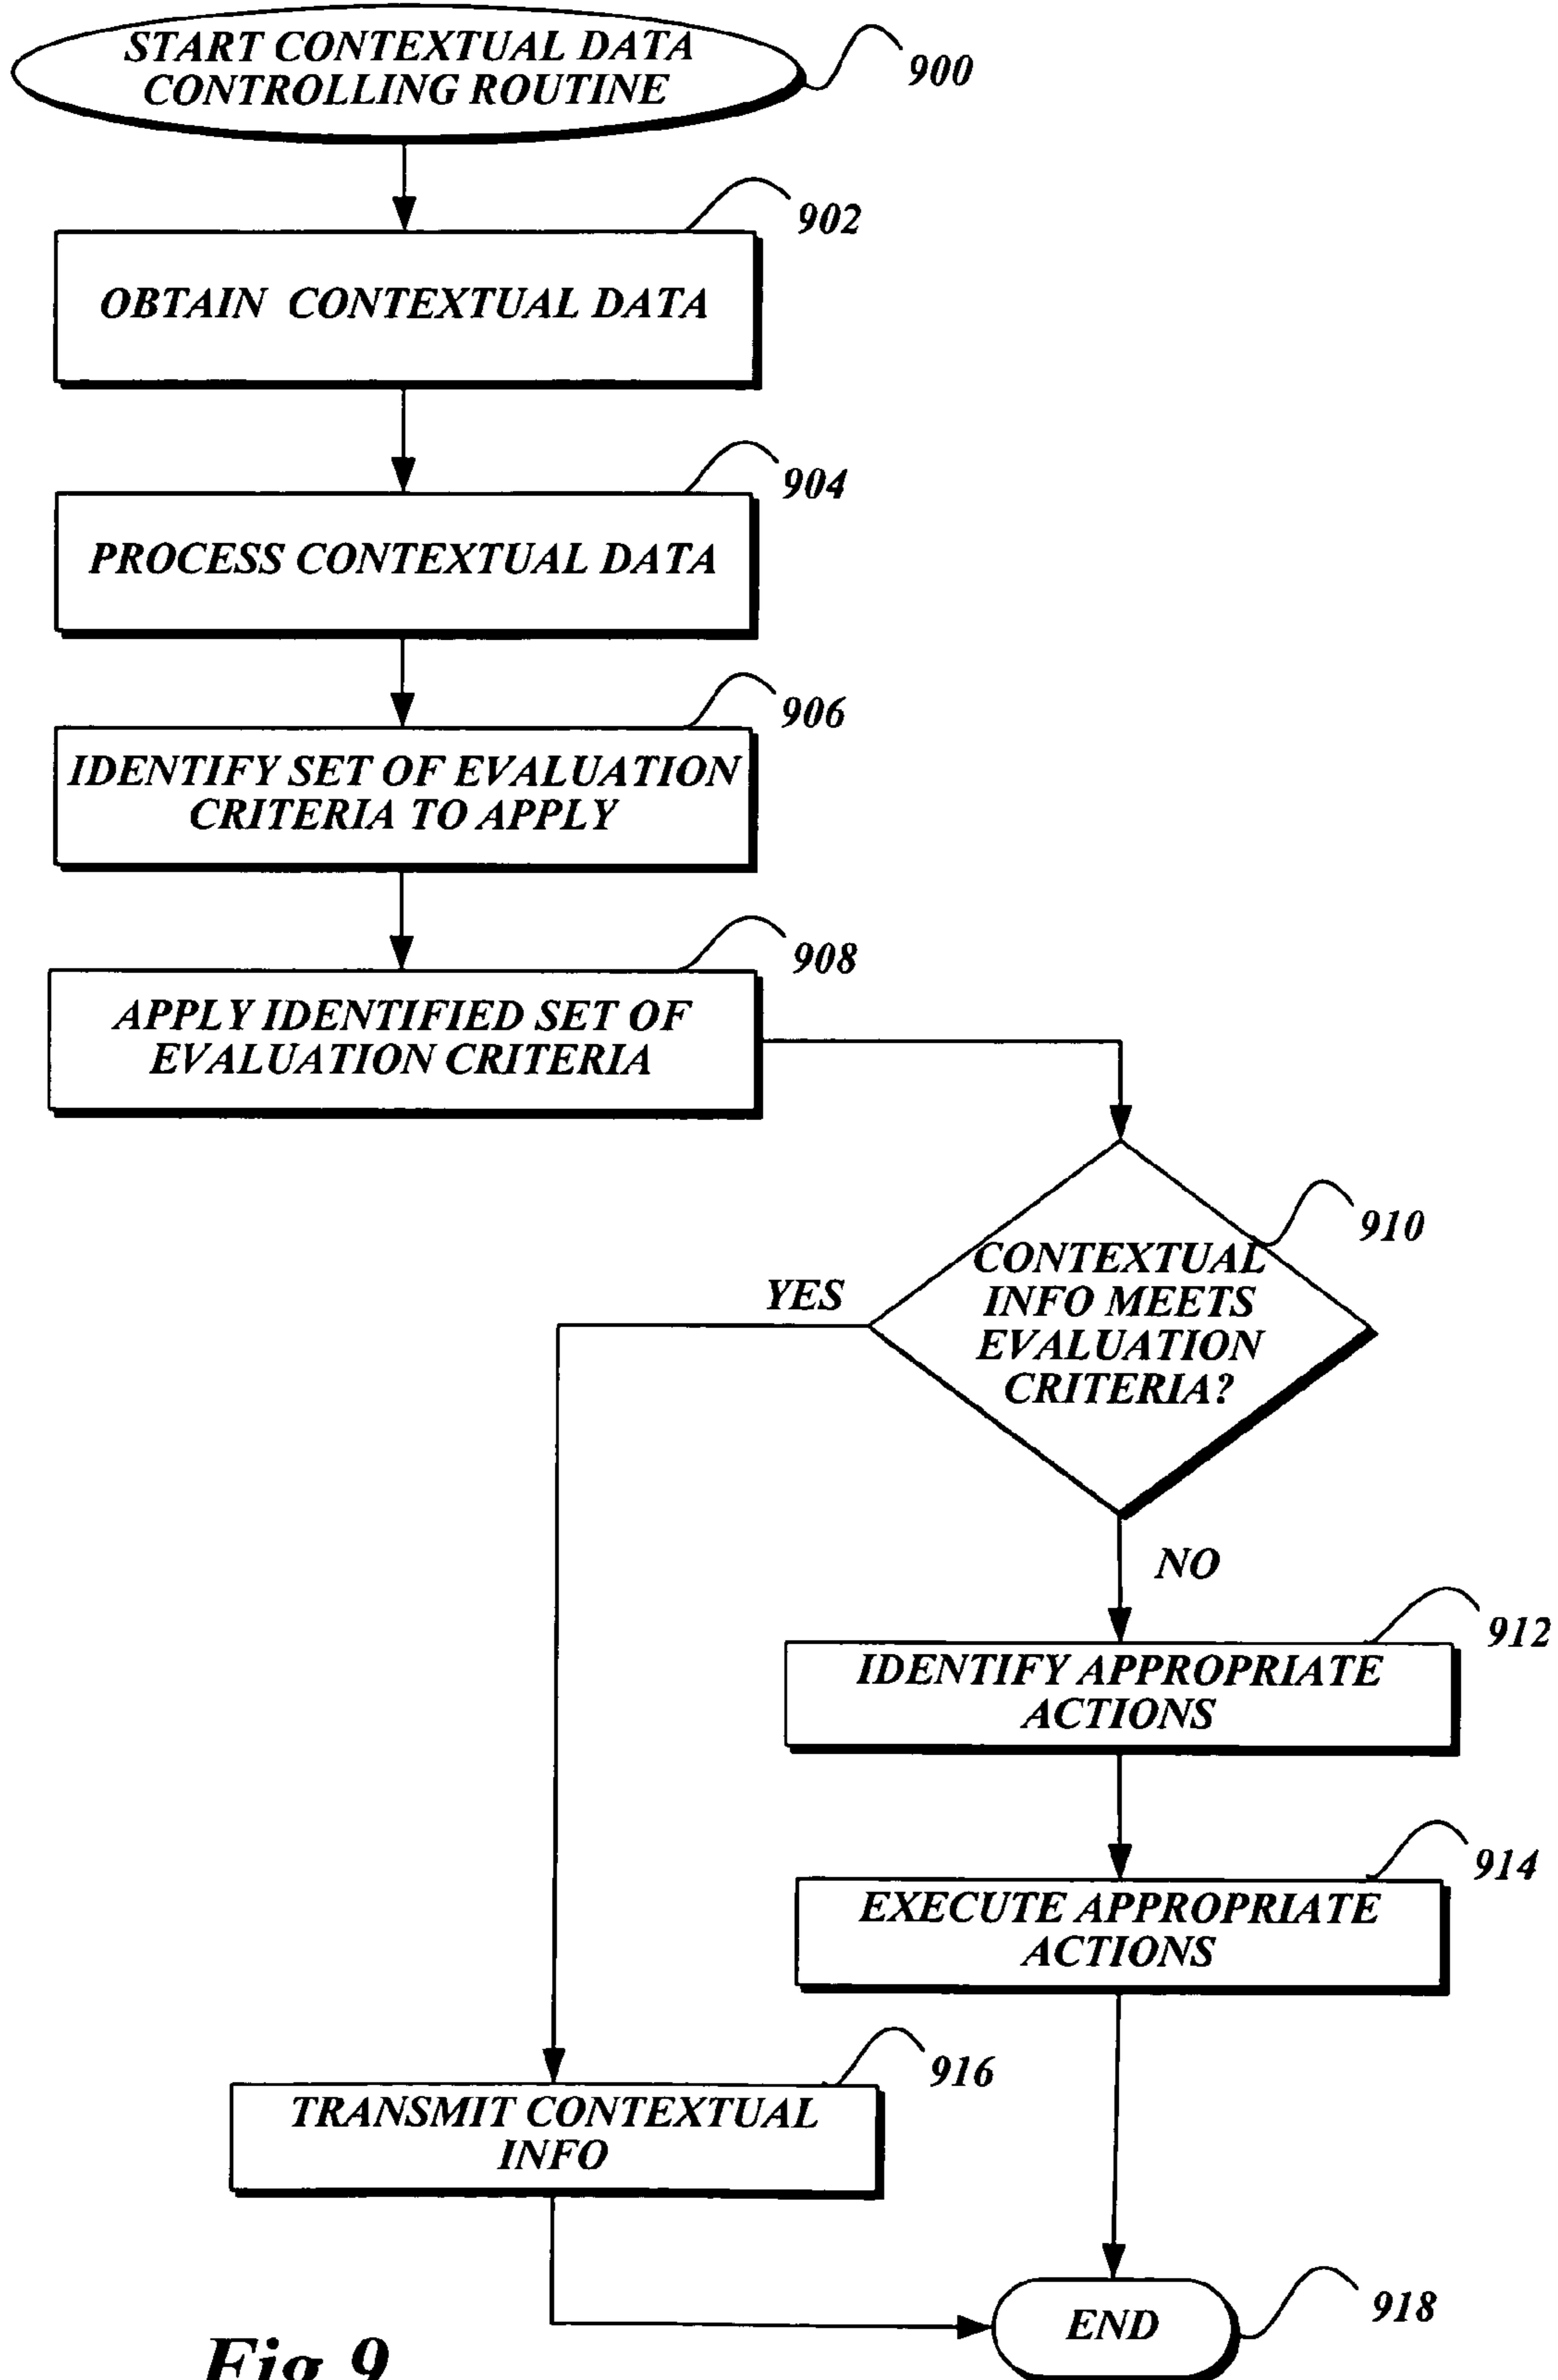 START CONTEXTUAL DATA
CONTROLLING ROUTINE
900
902
OBTAIN CONTEXTUAL DATA
904
PROCESS CONTEXTUAL DATA
906
IDENTIFY SET OF EVALUATION
CRITERIA TO APPLY
908
APPLY IDENTIFIED SET OF
EVALUATION CRITERIA
910
CONTEXTUAL
INFO MEETS
EVALUATION
CRITERIA?
YES
NO
912
IDENTIFY APPROPRIATE
ACTIONS
914
EXECUTE APPROPRIATE
ACTIONS
916
TRANSMIT CONTEXTUAL
INFO
918
END
Fig.9